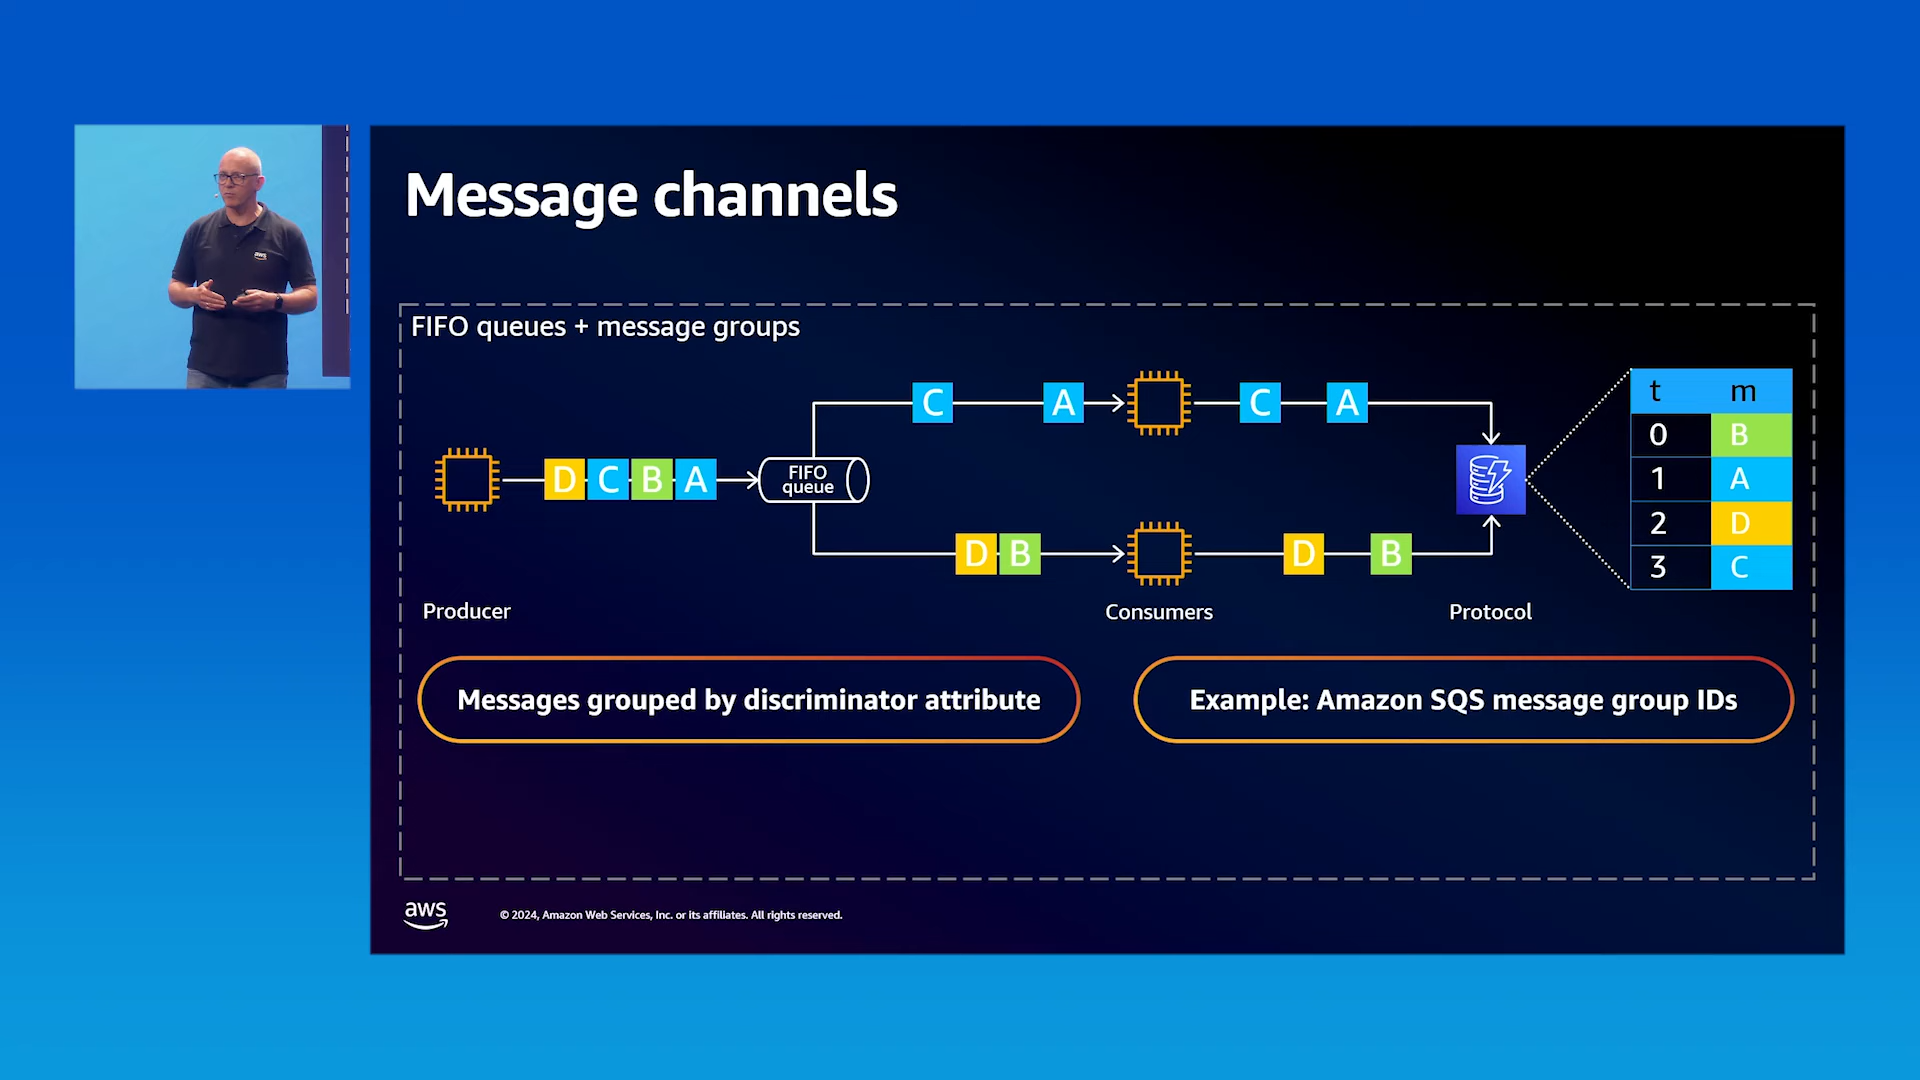 aws
Message channels
FIFO queues + message groups
C A C A
D C B A
FIFO
queue
D B D B
t m
0 B
1 A
2 D
3 C
Producer
Consumers
Protocol
Messages grouped by discriminator attribute
Example: Amazon SQS message group IDs
aws
© 2024, Amazon Web Services, Inc. or its affiliates. All rights reserved.